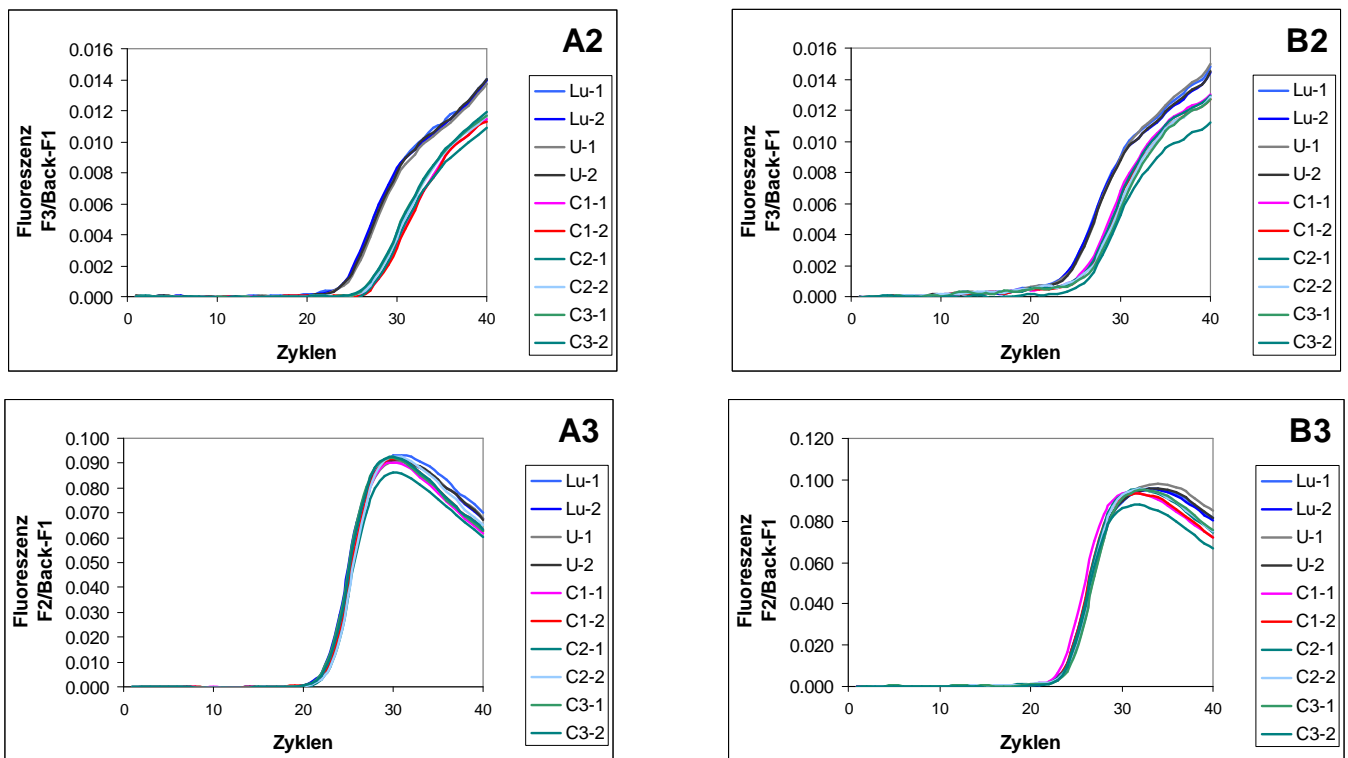 A2
0.016
0.014
0.012
0.010
0.008
0.006
0.004
0.002
0.000
Fluoreszenz
F3/Back-F1
0 10 20 30 40
Zyklen
Lu-1
Lu-2
U-1
U-2
C1-1
C1-2
C2-1
C2-2
C3-1
C3-2
B2
0.016
0.014
0.012
0.010
0.008
0.006
0.004
0.002
0.000
Fluoreszenz
F3/Back-F1
0 10 20 30 40
Zyklen
Lu-1
Lu-2
U-1
U-2
C1-1
C1-2
C2-1
C2-2
C3-1
C3-2
A3
0.100
0.090
0.080
0.070
0.060
0.050
0.040
0.030
0.020
0.010
0.000
Fluoreszenz
F2/Back-F1
0 10 20 30 40
Zyklen
Lu-1
Lu-2
U-1
U-2
C1-1
C1-2
C2-1
C2-2
C3-1
C3-2
B3
0.120
0.100
0.080
0.060
0.040
0.020
0.000
Fluoreszenz
F2/Back-F1
0 10 20 30 40
Zyklen
Lu-1
Lu-2
U-1
U-2
C1-1
C1-2
C2-1
C2-2
C3-1
C3-2